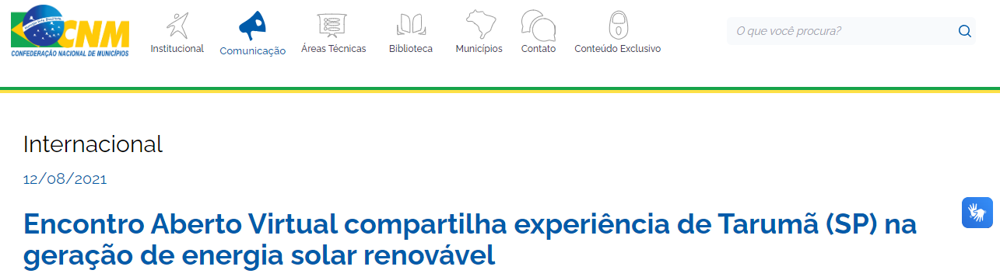 CNM
CONFEDERAÇÃO NACIONAL DE MUNICÍPIOS
Institucional
Comunicação
Áreas Técnicas
Biblioteca
Municípios
Contato
Conteúdo Exclusivo
O que você procura?
Internacional
12/08/2021
Encontro Aberto Virtual compartilha experiência de Tarumã (SP) na
geração de energia solar renovável